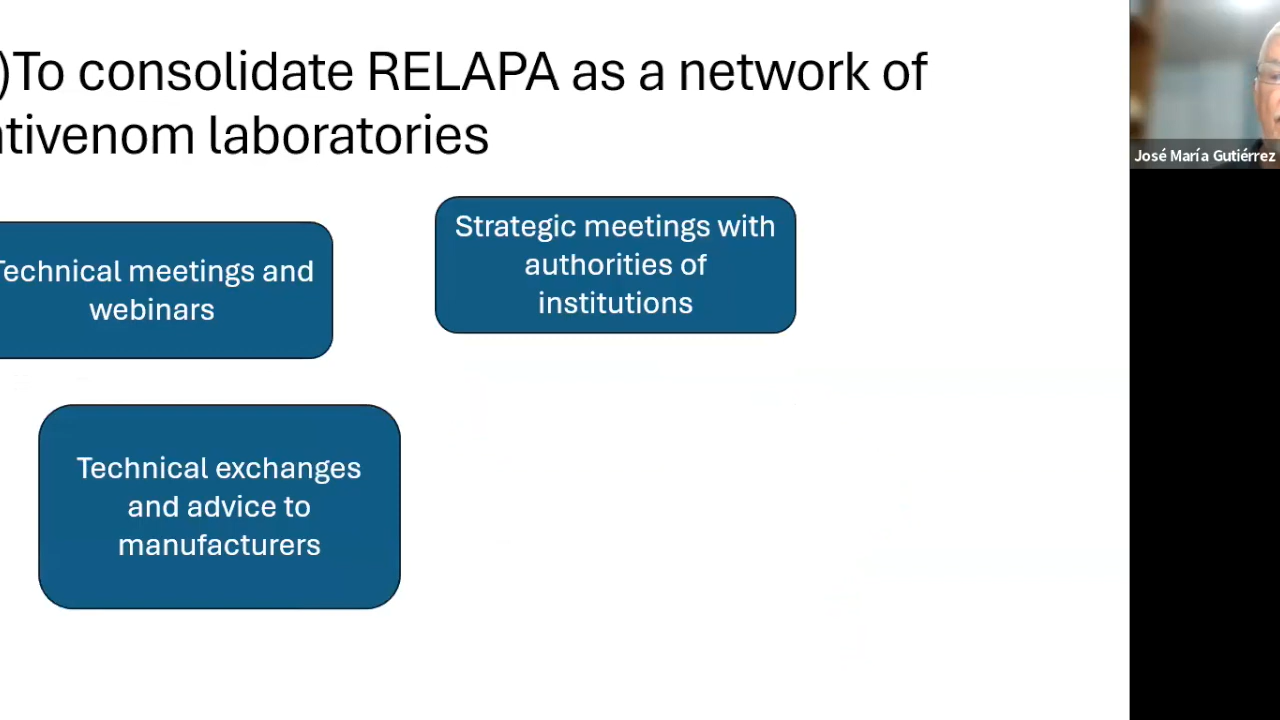 )To consolidate RELAPA as a network of
tivenom laboratories
Technical meetings and
webinars
Strategic meetings with
authorities of
institutions
Technical exchanges
and advice to
manufacturers
José María Gutiérrez